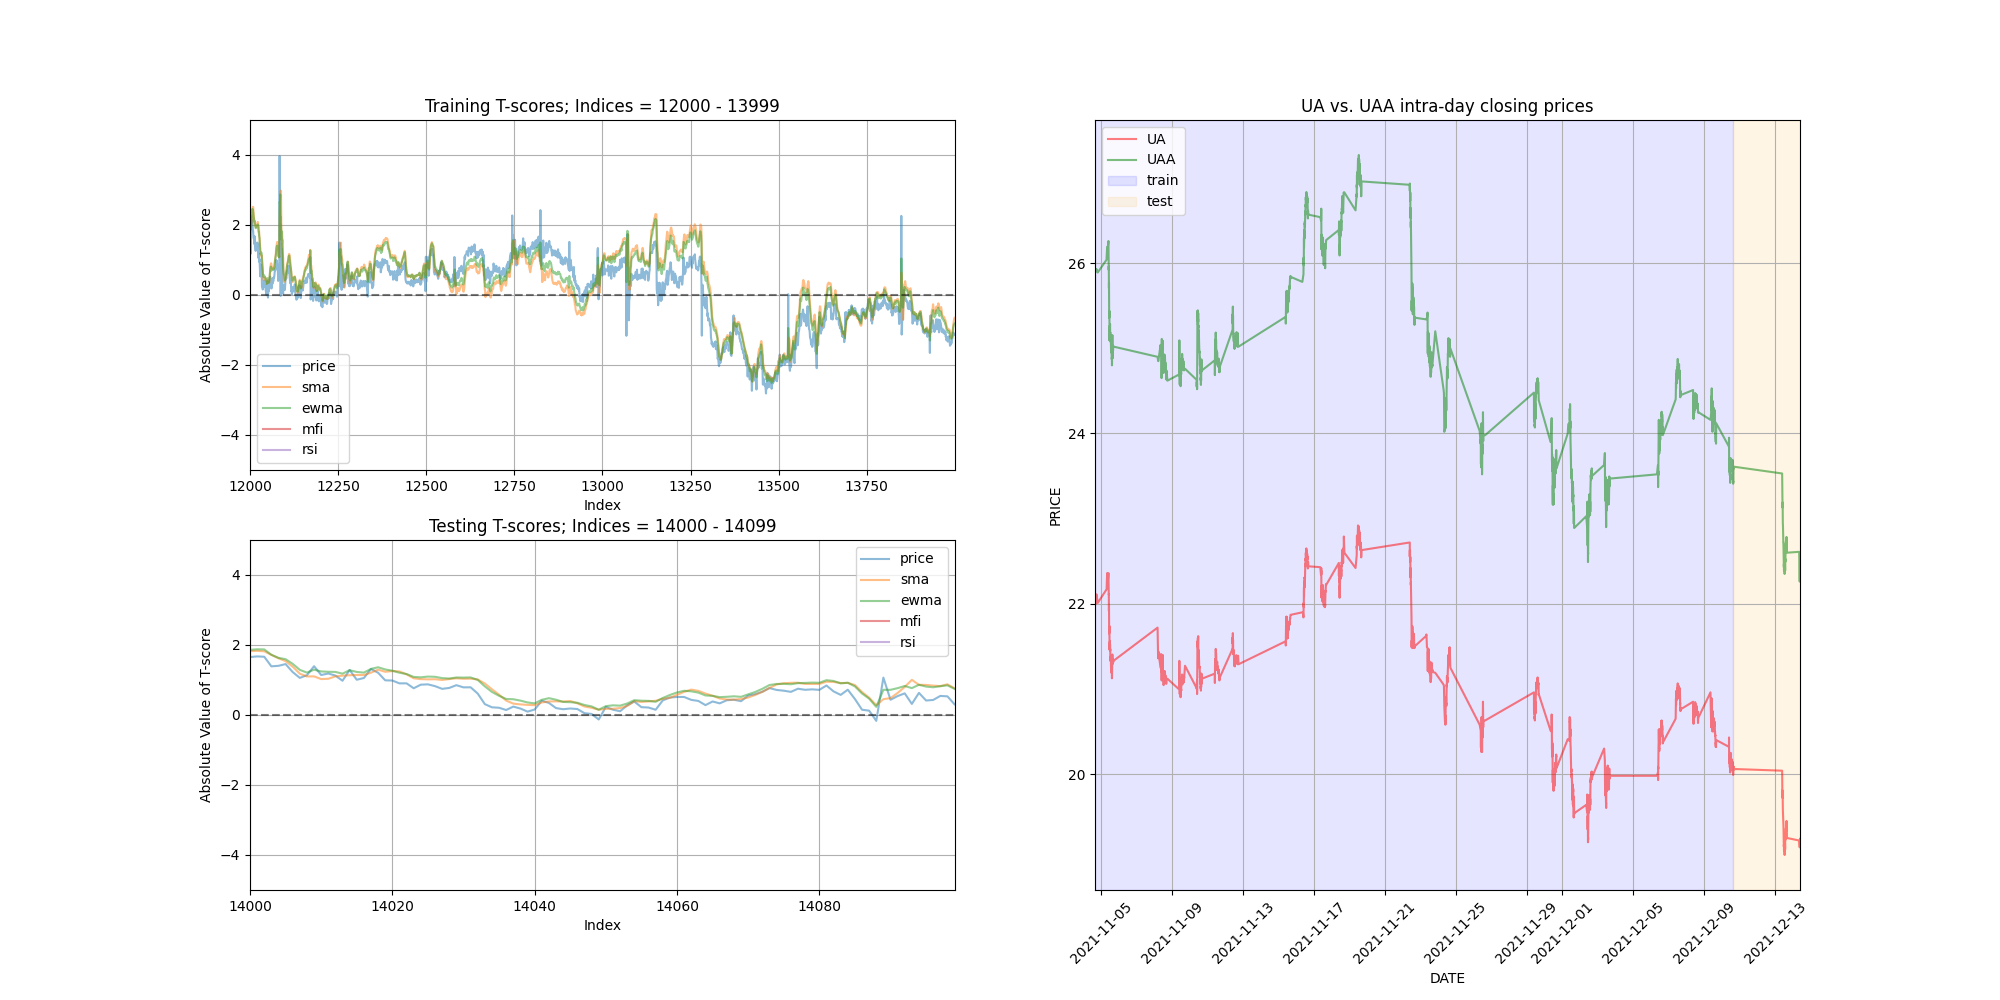 Training T-scores; Indices = 12000 - 13999
Absolute Value of T-score
4
2
0
−2
−4
price
sma
ewma
mfi
rsi
12000 12250 12500 12750 13000 13250 13500 13750
Index
Testing T-scores; Indices = 14000 - 14099
Absolute Value of T-score
4
2
0
−2
−4
price
sma
ewma
mfi
rsi
14000 14020 14040 14060 14080
Index
UA vs. UAA intra-day closing prices
UA
UAA
train
test
PRICE
26
24
22
20
2021-11-05 2021-11-09 2021-11-13 2021-11-17 2021-11-21 2021-11-25 2021-11-29 2021-12-01 2021-12-05 2021-12-09 2021-12-13
DATE